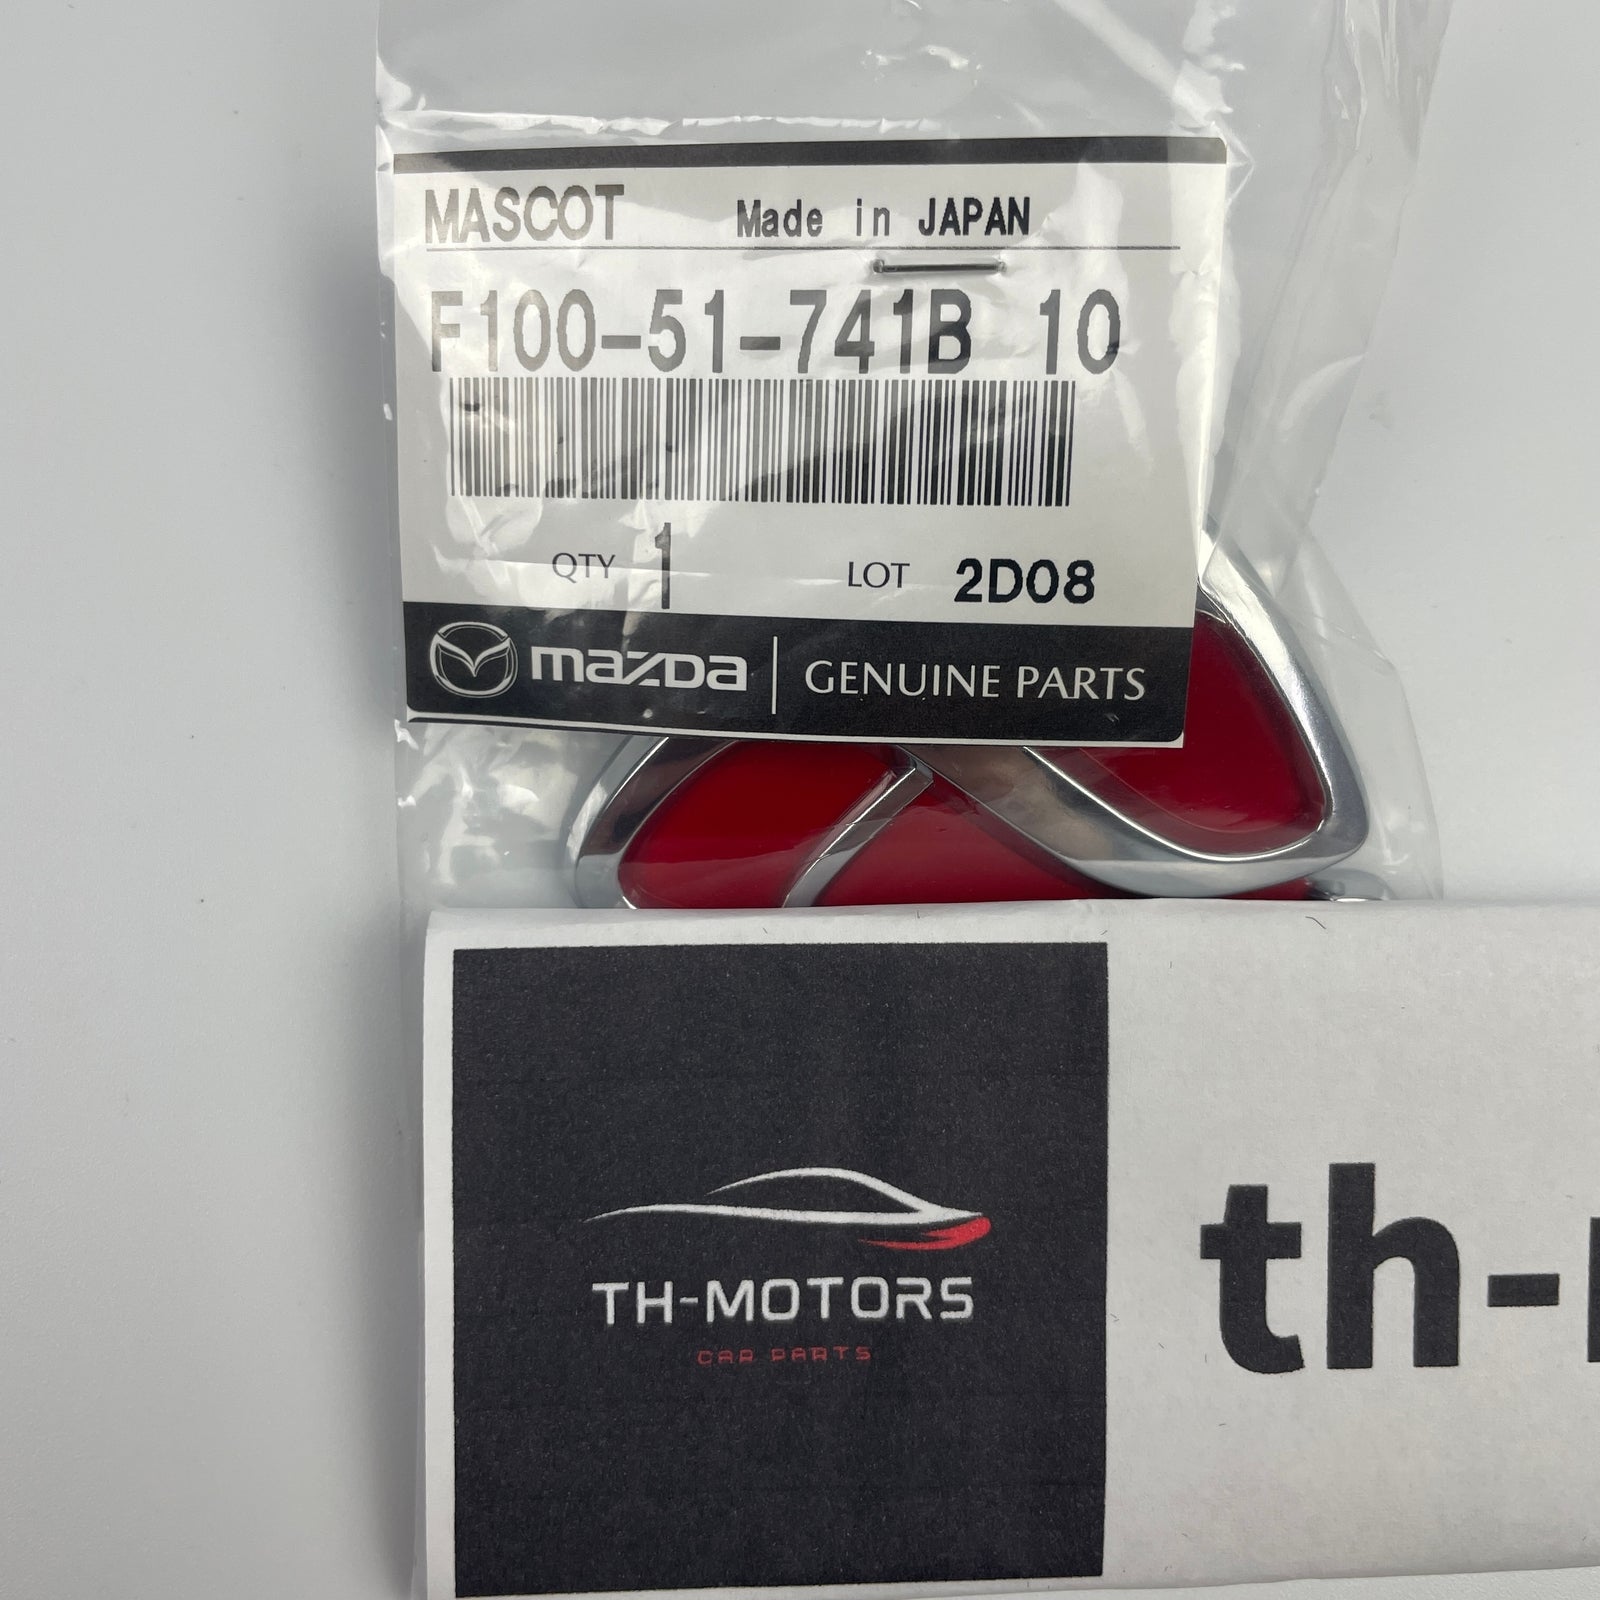 MASCOT Made in JAPAN
F100-51-741B 10
QTY 1 LOT 2D08
mazda GENUINE PARTS
TH-MOTORS
CAR PARTS
th-